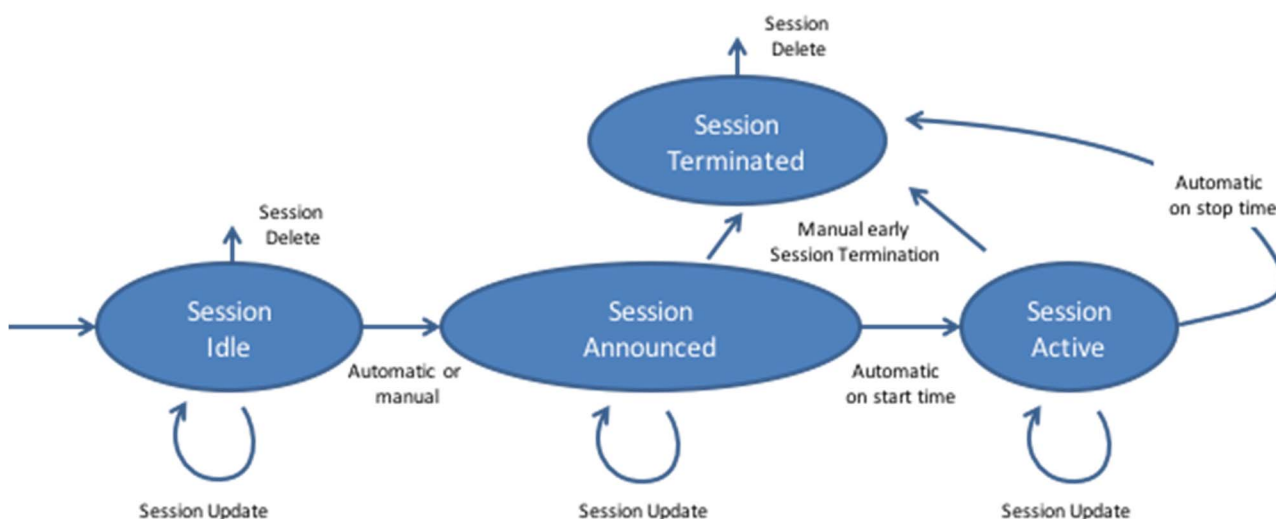 Session
Delete
Session
Terminated
Automatic
on stop time
Session
Delete
Manual early
Session Termination
Session
Idle
Session
Announced
Session
Active
Automatic or
manual
Automatic
on start time
Session Update
Session Update
Session Update